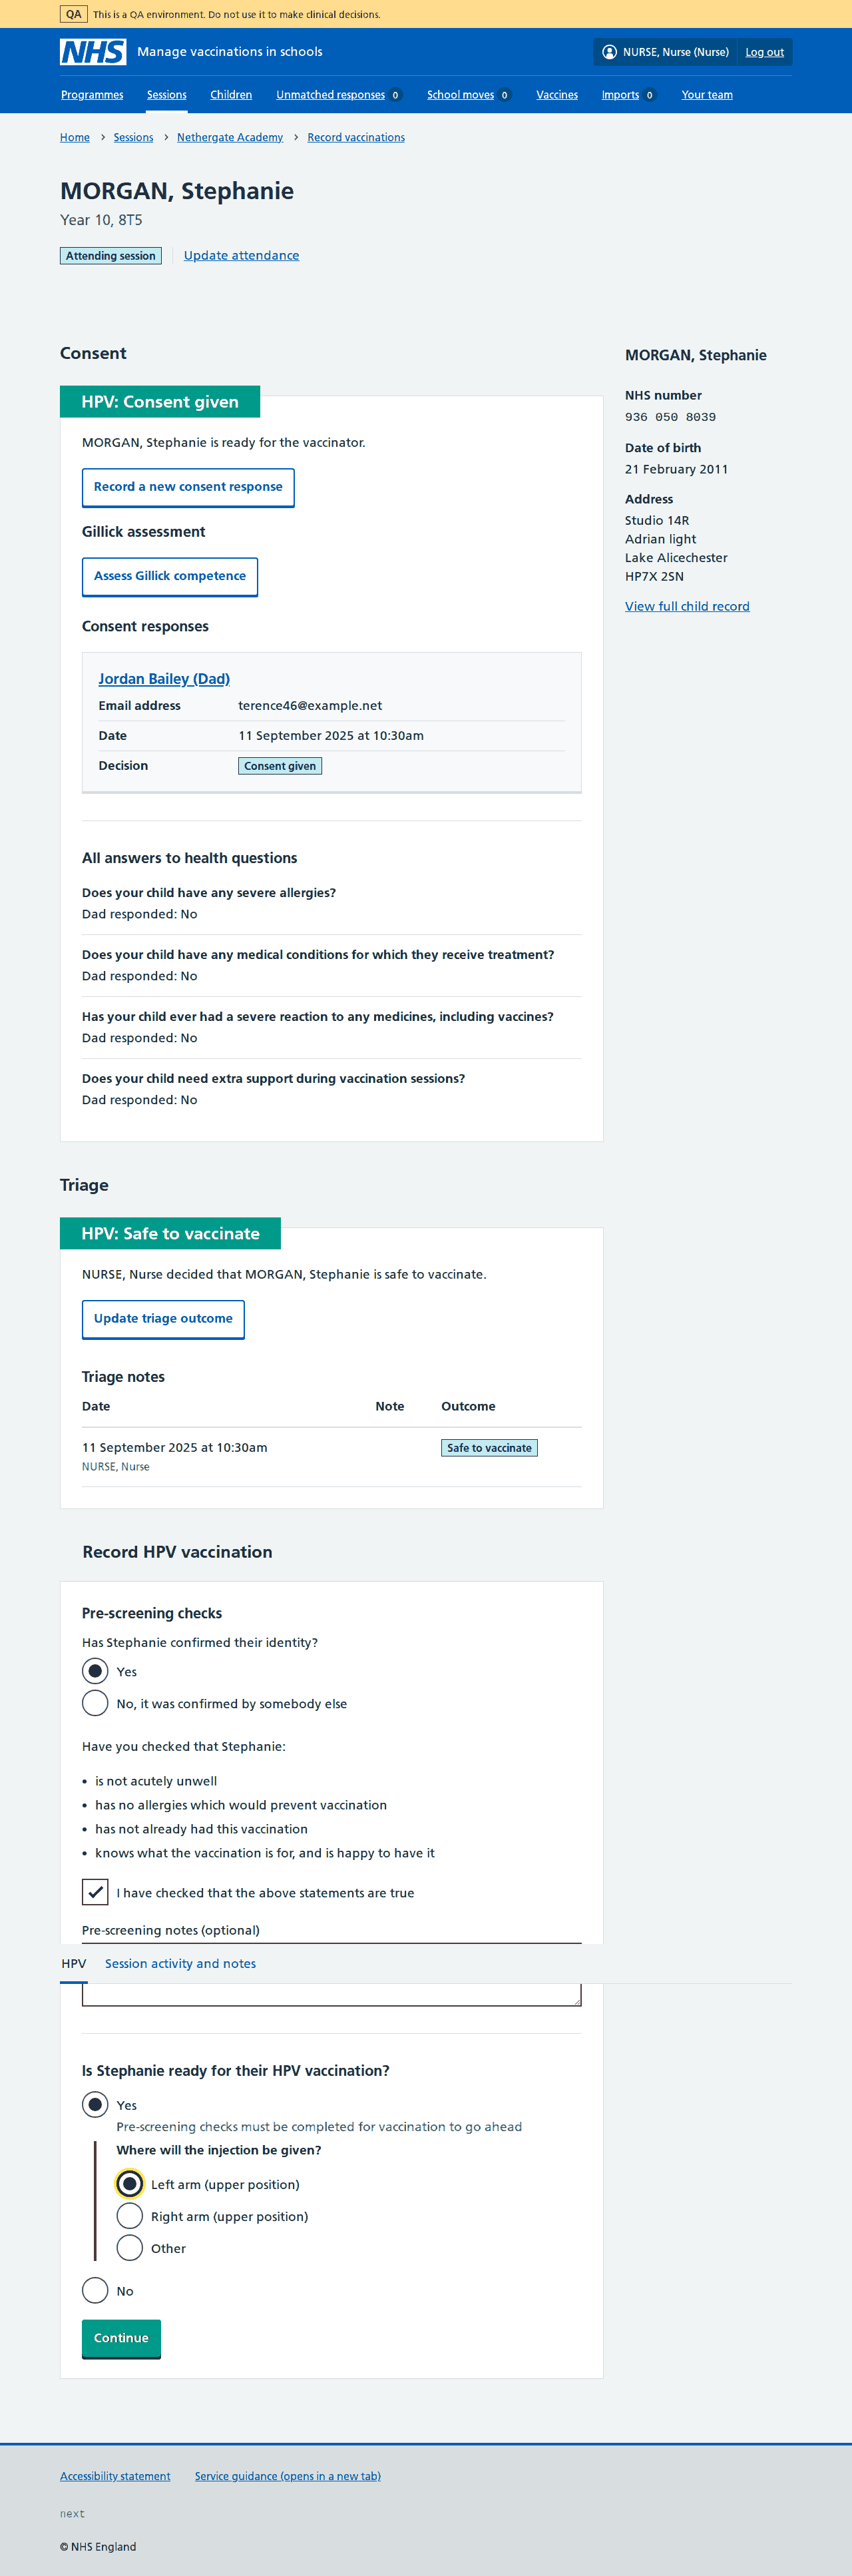 QA This is a QA environment. Do not use it to make clinical decisions.
NHS Manage vaccinations in schools NURSE, Nurse (Nurse) Log out
Programmes Sessions Children Unmatched responses 0 School moves 0 Vaccines Imports 0 Your team
Home Sessions Nethergate Academy Record vaccinations
MORGAN, Stephanie
Year 10, 8T5
Attending session Update attendance
Consent
HPV: Consent given
MORGAN, Stephanie is ready for the vaccinator.
Record a new consent response
Gillick assessment
Assess Gillick competence
Consent responses
Jordan Bailey (Dad)
Email address terence46@example.net
Date 11 September 2025 at 10:30am
Decision Consent given
All answers to health questions
Does your child have any severe allergies?
Dad responded: No
Does your child have any medical conditions for which they receive treatment?
Dad responded: No
Has your child ever had a severe reaction to any medicines, including vaccines?
Dad responded: No
Does your child need extra support during vaccination sessions?
Dad responded: No
MORGAN, Stephanie
NHS number
936 050 8039
Date of birth
21 February 2011
Address
Studio 14R
Adrian light
Lake Alicechester
HP7X 2SN
View full child record
Triage
HPV: Safe to vaccinate
NURSE, Nurse decided that MORGAN, Stephanie is safe to vaccinate.
Update triage outcome
Triage notes
Date Note Outcome
11 September 2025 at 10:30am Safe to vaccinate
NURSE, Nurse
Record HPV vaccination
Pre-screening checks
Has Stephanie confirmed their identity?
Yes
No, it was confirmed by somebody else
Have you checked that Stephanie:
• is not acutely unwell
• has no allergies which would prevent vaccination
• has not already had this vaccination
• knows what the vaccination is for, and is happy to have it
I have checked that the above statements are true
Pre-screening notes (optional)
HPV Session activity and notes
Is Stephanie ready for their HPV vaccination?
Yes
Pre-screening checks must be completed for vaccination to go ahead
Where will the injection be given?
Left arm (upper position)
Right arm (upper position)
Other
No
Continue
Accessibility statement Service guidance (opens in a new tab)
next
© NHS England